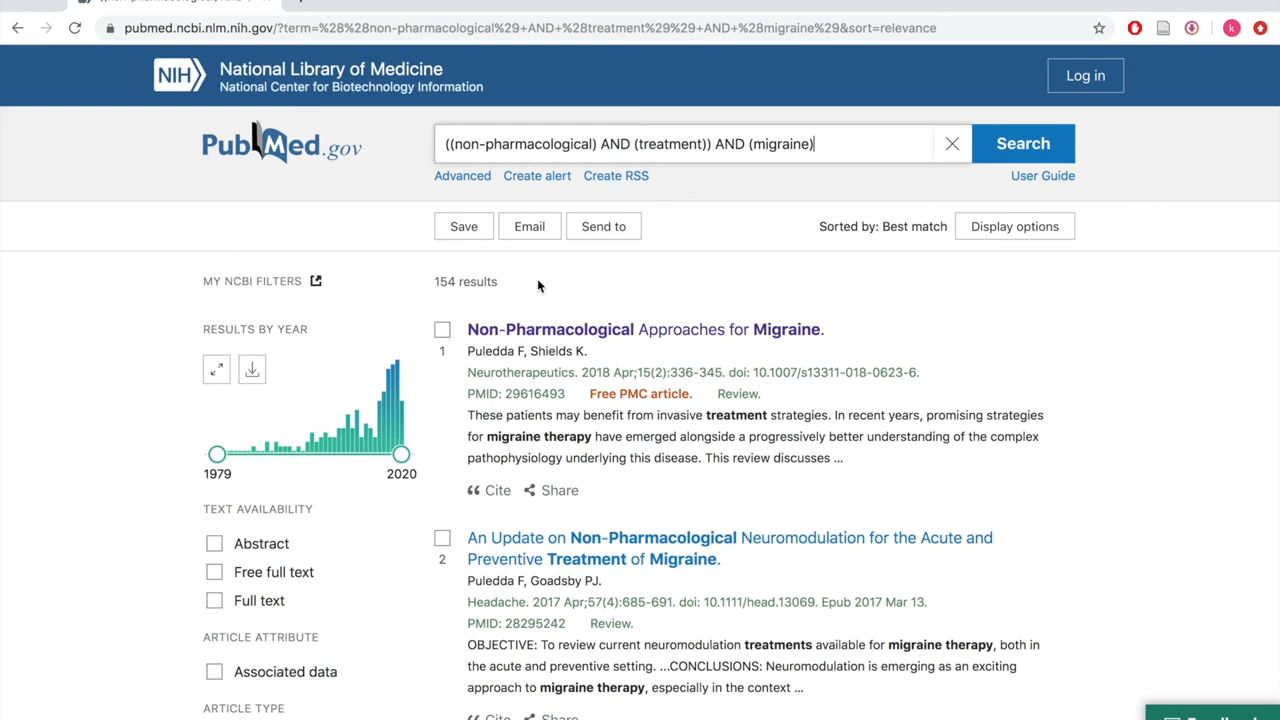 pubmed.ncbi.nlm.nih.gov/?term=%28%28non-pharmacological%29+AND+%28treatment%29%29+AND+%28migraine%29&sort=relevance
k
NIH
National Library of Medicine
National Center for Biotechnology Information
Log in
PubMed.gov
((non-pharmacological) AND (treatment)) AND (migraine)
Search
Advanced Create alert Create RSS
User Guide
Save Email Send to
Sorted by: Best match Display options
MY NCBI FILTERS
154 results
RESULTS BY YEAR
1979 2020
TEXT AVAILABILITY
Abstract
Free full text
Full text
ARTICLE ATTRIBUTE
Associated data
ARTICLE TYPE
Non-Pharmacological Approaches for Migraine.
1
Puledda F, Shields K.
Neurotherapeutics. 2018 Apr;15(2):336-345. doi: 10.1007/s13311-018-0623-6.
PMID: 29616493 Free PMC article. Review.
These patients may benefit from invasive treatment strategies. In recent years, promising strategies
for migraine therapy have emerged alongside a progressively better understanding of the complex
pathophysiology underlying this disease. This review discusses ...
Cite Share
An Update on Non-Pharmacological Neuromodulation for the Acute and
2
Preventive Treatment of Migraine.
Puledda F, Goadsby PJ.
Headache. 2017 Apr;57(4):685-691. doi: 10.1111/head.13069. Epub 2017 Mar 13.
PMID: 28295242 Review.
OBJECTIVE: To review current neuromodulation treatments available for migraine therapy, both in
the acute and preventive setting. ...CONCLUSIONS: Neuromodulation is emerging as an exciting
approach to migraine therapy, especially in the context ...
Cite Share